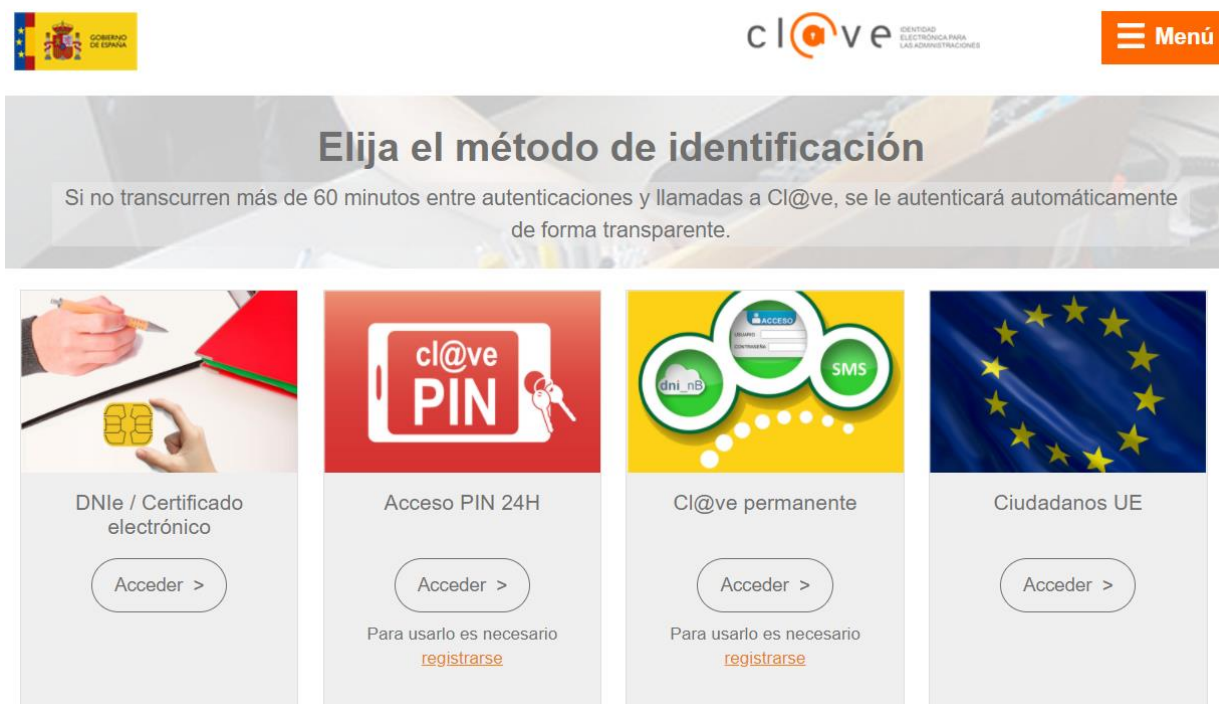 GOBIERNO
DE ESPAÑA
cl@ve
IDENTIDAD
ELECTRÓNICA PARA
LAS ADMINISTRACIONES
Menú
Elija el método de identificación
Si no transcurren más de 60 minutos entre autenticaciones y llamadas a Cl@ve, se le autenticará automáticamente
de forma transparente.
cl@ve
PIN
ACCESO
USUARIO
CONTRASEÑA
dni_nB
SMS
DNIe / Certificado
electrónico
Acceder >
Acceso PIN 24H
Acceder >
Para usarlo es necesario
registrarse
Cl@ve permanente
Acceder >
Para usarlo es necesario
registrarse
Ciudadanos UE
Acceder >